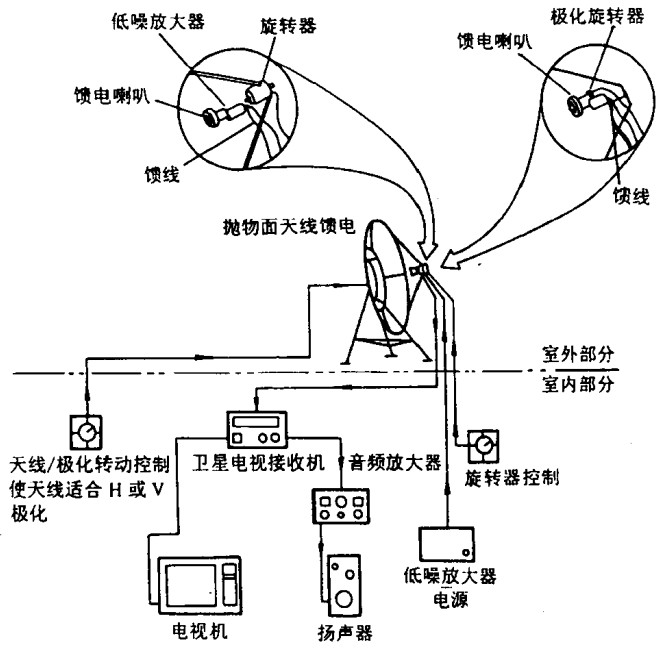 低噪放大器
旋转器
馈电喇叭
馈线
极化旋转器
馈电喇叭
馈线
抛物面天线馈电
室外部分
室内部分
天线/极化转动控制
使天线适合 H 或 V
极化
卫星电视接收机
音频放大器
旋转器控制
低噪放大器
电源
电视机
扬声器